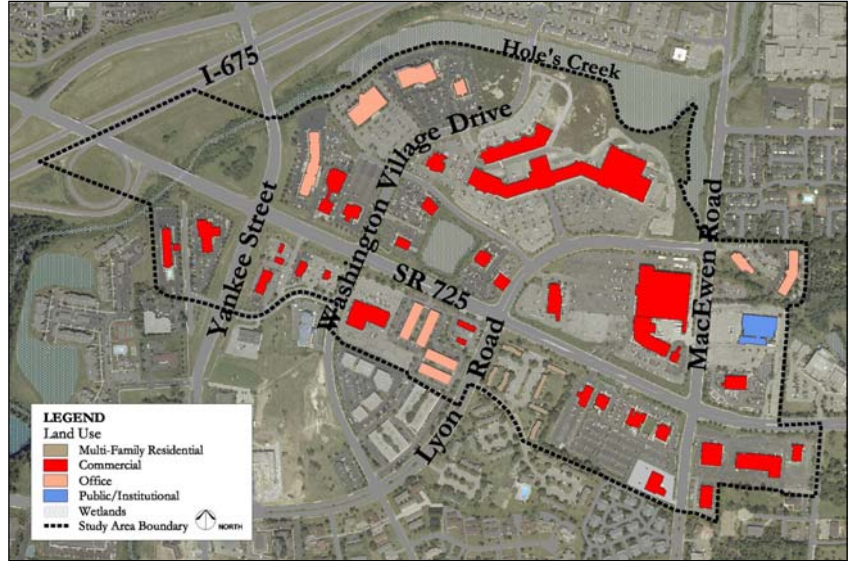 I-675
Hole's Creek
Washington Village Drive
Yankee Street
SR 725
MacEwen Road
Lyon Road
LEGEND
Land Use
Multi-Family Residential
Commercial
Office
Public/Institutional
Wetlands
Study Area Boundary
NORTH